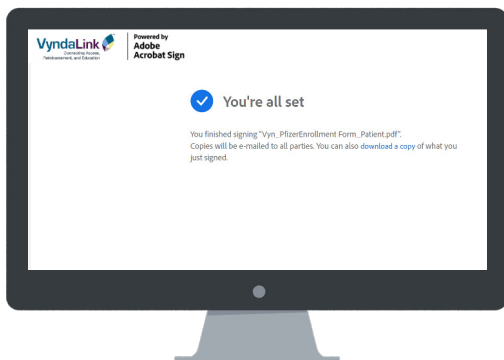 VyndaLink
Connecting Access,
Reimbursement, and Education
Powered by
Adobe
Acrobat Sign
You're all set
You finished signing "Vyn_PfizerEnrollment Form_Patient.pdf".
Copies will be e-mailed to all parties. You can also download a copy of what you
just signed.